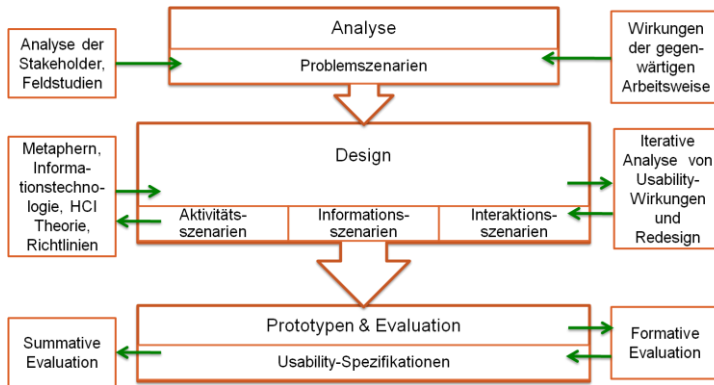 Analyse
Problemszenarien
Analyse der
Stakeholder,
Feldstudien
Wirkungen
der gegen-
wärtigen
Arbeitsweise
Design
Aktivitäts-
szenarien
Informations-
szenarien
Interaktions-
szenarien
Metaphern,
Informa-
tionstechno-
logie, HCI
Theorie,
Richtlinien
Iterative
Analyse von
Usability-
Wirkungen
und
Redesign
Prototypen & Evaluation
Usability-Spezifikationen
Summative
Evaluation
Formative
Evaluation